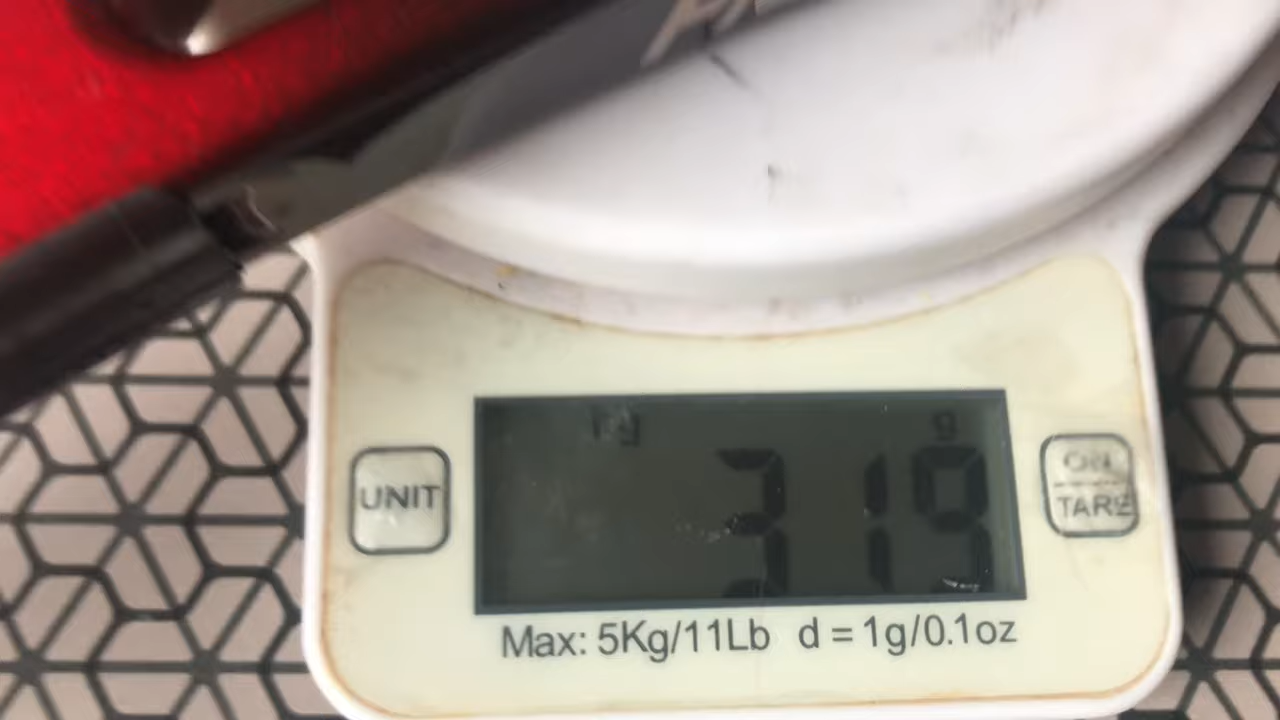 g
319
UNIT
ON
TARE
Max: 5Kg/11Lb d = 1g/0.1oz